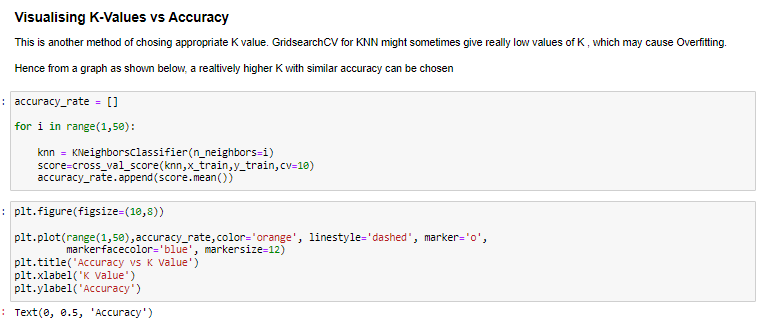 Visualising K-Values vs Accuracy
This is another method of chosing appropriate K value. GridsearchCV for KNN might sometimes give really low values of K , which may cause Overfitting.
Hence from a graph as shown below, a realtively higher K with similar accuracy can be chosen
: accuracy_rate = []
for i in range(1,50):
    knn = KNeighborsClassifier(n_neighbors=i)
    score=cross_val_score(knn,x_train,y_train,cv=10)
    accuracy_rate.append(score.mean())
: plt.figure(figsize=(10,8))
plt.plot(range(1,50),accuracy_rate,color='orange', linestyle='dashed', marker='o',
         markerfacecolor='blue', markersize=12)
plt.title('Accuracy vs K Value')
plt.xlabel('K Value')
plt.ylabel('Accuracy')
: Text(0, 0.5, 'Accuracy')